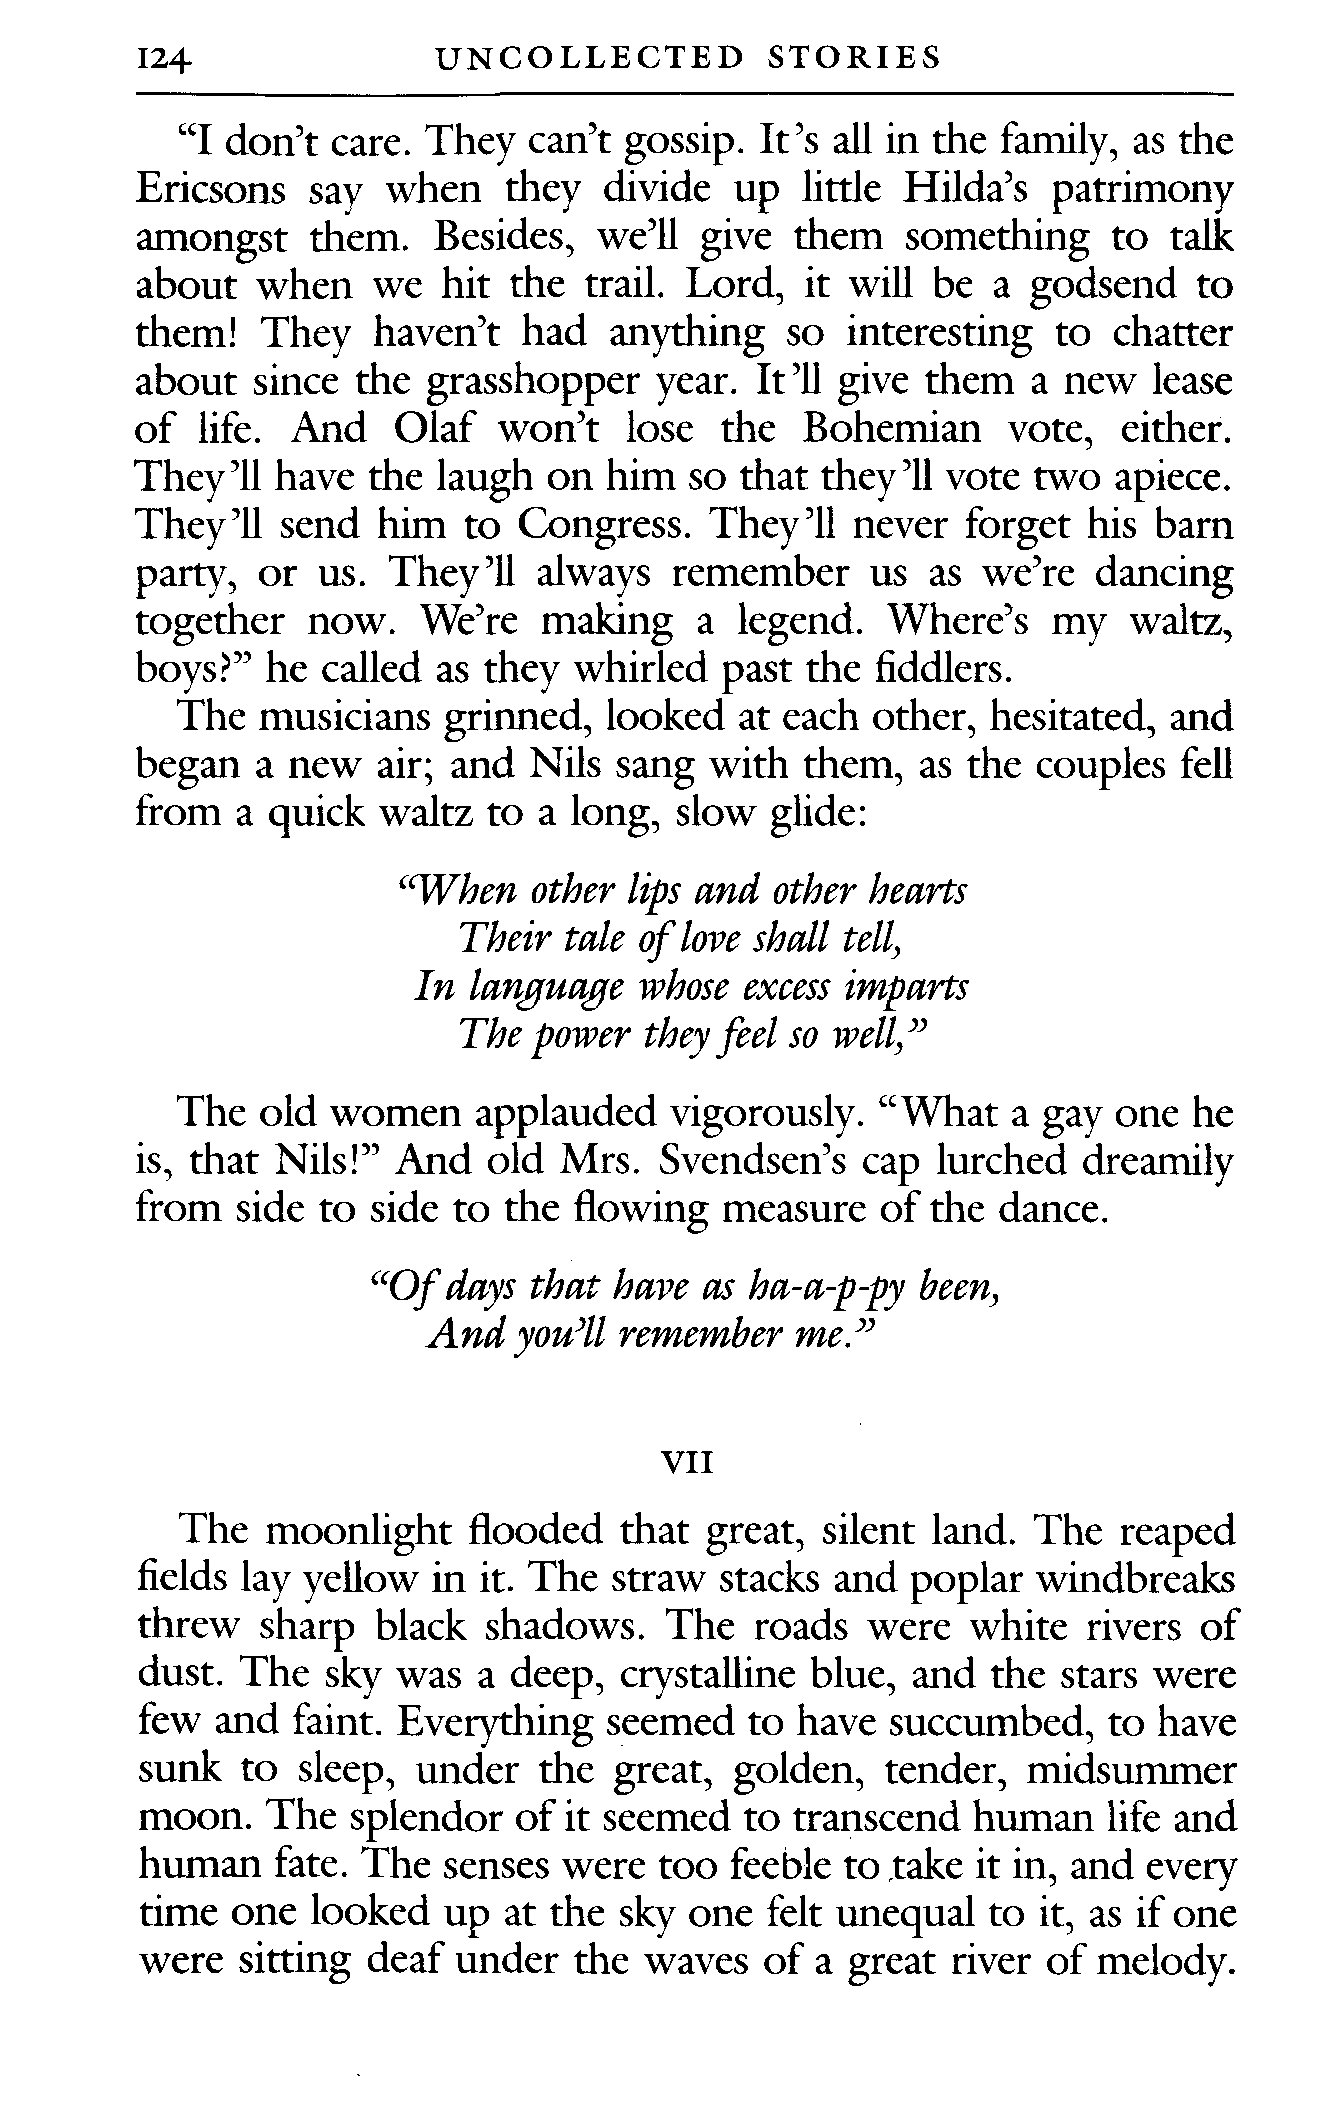 124 UNCOLLECTED STORIES
“I don’t care. They can’t gossip. It’s all in the family, as the
Ericsons say when they divide up little Hilda’s patrimony
amongst them. Besides, we’ll give them something to talk
about when we hit the trail. Lord, it will be a godsend to
them! They haven’t had anything so interesting to chatter
about since the grasshopper year. It’ll give them a new lease
of life. And Olaf won’t lose the Bohemian vote, either.
They’ll have the laugh on him so that they’ll vote two apiece.
They’ll send him to Congress. They’ll never forget his barn
party, or us. They’ll always remember us as we’re dancing
together now. We’re making a legend. Where’s my waltz,
boys?” he called as they whirled past the fiddlers.
The musicians grinned, looked at each other, hesitated, and
began a new air; and Nils sang with them, as the couples fell
from a quick waltz to a long, slow glide:
“When other lips and other hearts
Their tale of love shall tell,
In language whose excess imparts
The power they feel so well,”
The old women applauded vigorously. “What a gay one he
is, that Nils!” And old Mrs. Svendsen’s cap lurched dreamily
from side to side to the flowing measure of the dance.
“Of days that have as ha-a-p-py been,
And you’ll remember me.”
VII
The moonlight flooded that great, silent land. The reaped
fields lay yellow in it. The straw stacks and poplar windbreaks
threw sharp black shadows. The roads were white rivers of
dust. The sky was a deep, crystalline blue, and the stars were
few and faint. Everything seemed to have succumbed, to have
sunk to sleep, under the great, golden, tender, midsummer
moon. The splendor of it seemed to transcend human life and
human fate. The senses were too feeble to take it in, and every
time one looked up at the sky one felt unequal to it, as if one
were sitting deaf under the waves of a great river of melody.